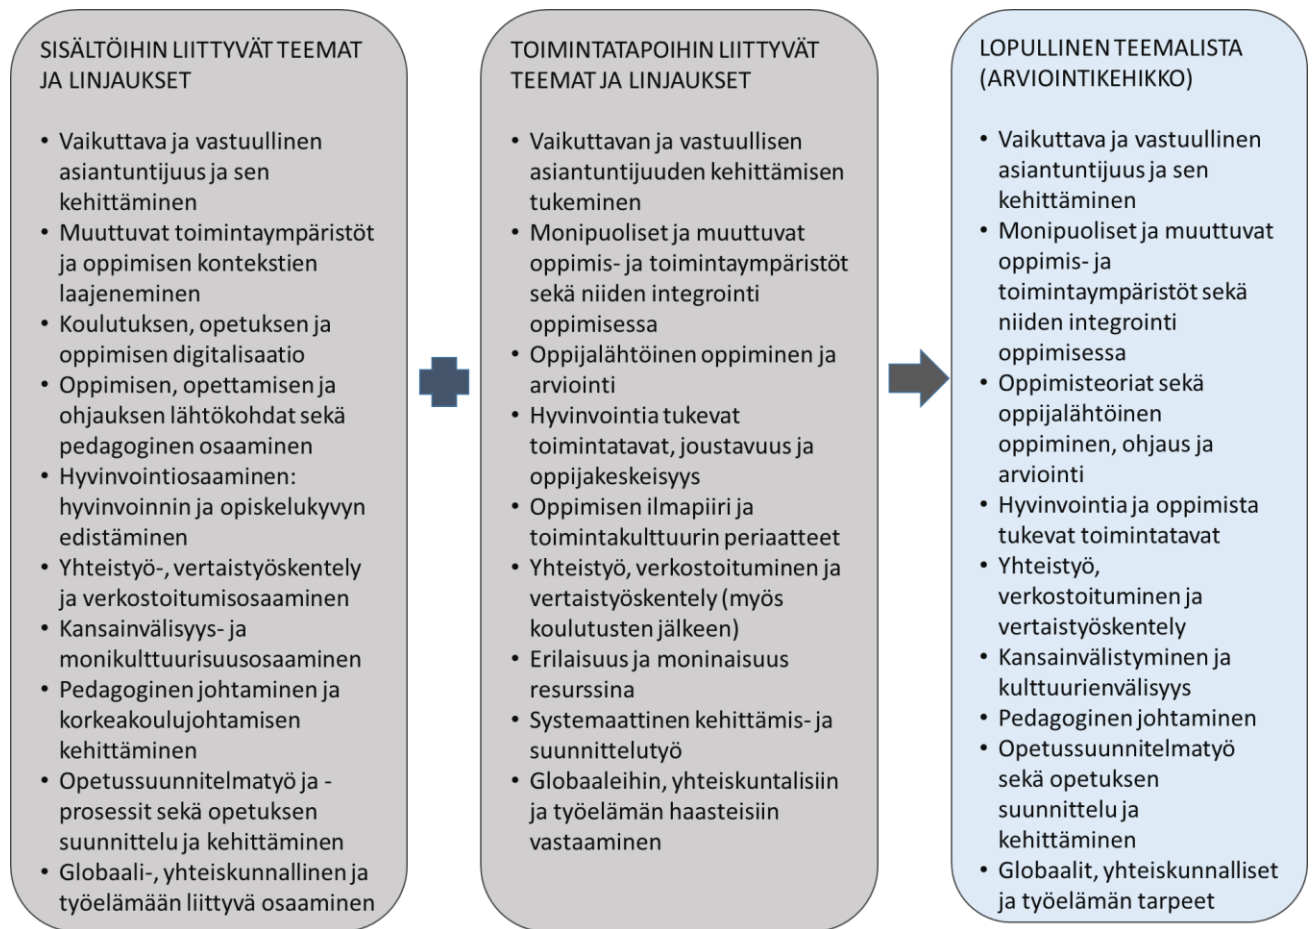 SISÄLTÖIHIN LIITTYVÄT TEEMAT
JA LINJAUKSET
• Vaikuttava ja vastuullinen
asiantuntijuus ja sen
kehittäminen
• Muuttuvat toimintaympäristöt
ja oppimisen kontekstien
laajeneminen
• Koulutuksen, opetuksen ja
oppimisen digitalisaatio
• Oppimisen, opettamisen ja
ohjauksen lähtökohdat sekä
pedagoginen osaaminen
• Hyvinvointiosaaminen:
hyvinvoinnin ja opiskelukyvyn
edistäminen
• Yhteistyö-, vertaistyöskentely
ja verkostoitumisosaaminen
• Kansainvälisyys- ja
monikulttuurisuusosaaminen
• Pedagoginen johtaminen ja
korkeakoulujohtamisen
kehittäminen
• Opetussuunnitelmatyö ja -
prosessit sekä opetuksen
suunnittelu ja kehittäminen
• Globaali-, yhteiskunnallinen ja
työelämään liittyvä osaaminen
TOIMINTATAPOIHIN LIITTYVÄT
TEEMAT JA LINJAUKSET
• Vaikuttavan ja vastuullisen
asiantuntijuuden kehittämisen
tukeminen
• Monipuoliset ja muuttuvat
oppimis- ja toimintaympäristöt
sekä niiden integrointi
oppimisessa
• Oppijalähtöinen oppiminen ja
arviointi
• Hyvinvointia tukevat
toimintatavat, joustavuus ja
oppijakeskeisyys
• Oppimisen ilmapiiri ja
toimintakulttuurin periaatteet
• Yhteistyö, verkostoituminen ja
vertaistyöskentely (myös
koulutusten jälkeen)
• Erilaisuus ja moninaisuus
resurssina
• Systemaattinen kehittämis- ja
suunnittelutyö
• Globaaleihin, yhteiskuntalisiin
ja työelämän haasteisiin
vastaaminen
LOPULLINEN TEEMALISTA
(ARVIOINTIKEHIKKO)
• Vaikuttava ja vastuullinen
asiantuntijuus ja sen
kehittäminen
• Monipuoliset ja muuttuvat
oppimis- ja
toimintaympäristöt sekä
niiden integrointi
oppimisessa
• Oppimisteoriat sekä
oppijalähtöinen
oppiminen, ohjaus ja
arviointi
• Hyvinvointia ja oppimista
tukevat toimintatavat
• Yhteistyö,
verkostoituminen ja
vertaistyöskentely
• Kansainvälistyminen ja
kulttuurienvälisyys
• Pedagoginen johtaminen
• Opetussuunnitelmatyö
sekä opetuksen
suunnittelu ja
kehittäminen
• Globaalit, yhteiskunnalliset
ja työelämän tarpeet